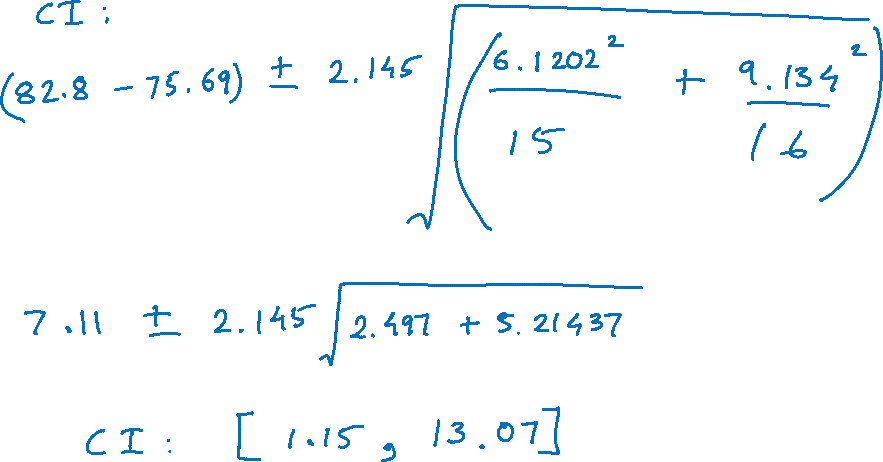 CI :
(82.8 - 75.69) ± 2.145 √(6.1202²/15 + 9.134²/16)
7.11 ± 2.145 √2.497 + 5.21437
CI : [1.15, 13.07]